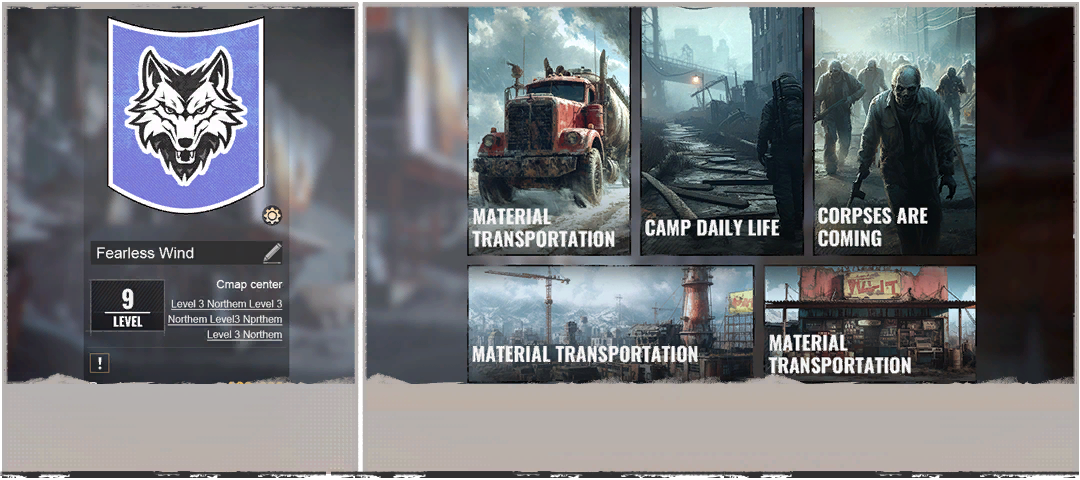 Fearless Wind
9
LEVEL
Cmap center
Level 3 Northem Level 3
Northem Level3 Nprthem
Level 3 Northem
!
MATERIAL
TRANSPORTATION
CAMP DAILY LIFE
CORPSES ARE
COMING
MATERIAL TRANSPORTATION
MATERIAL
TRANSPORTATION